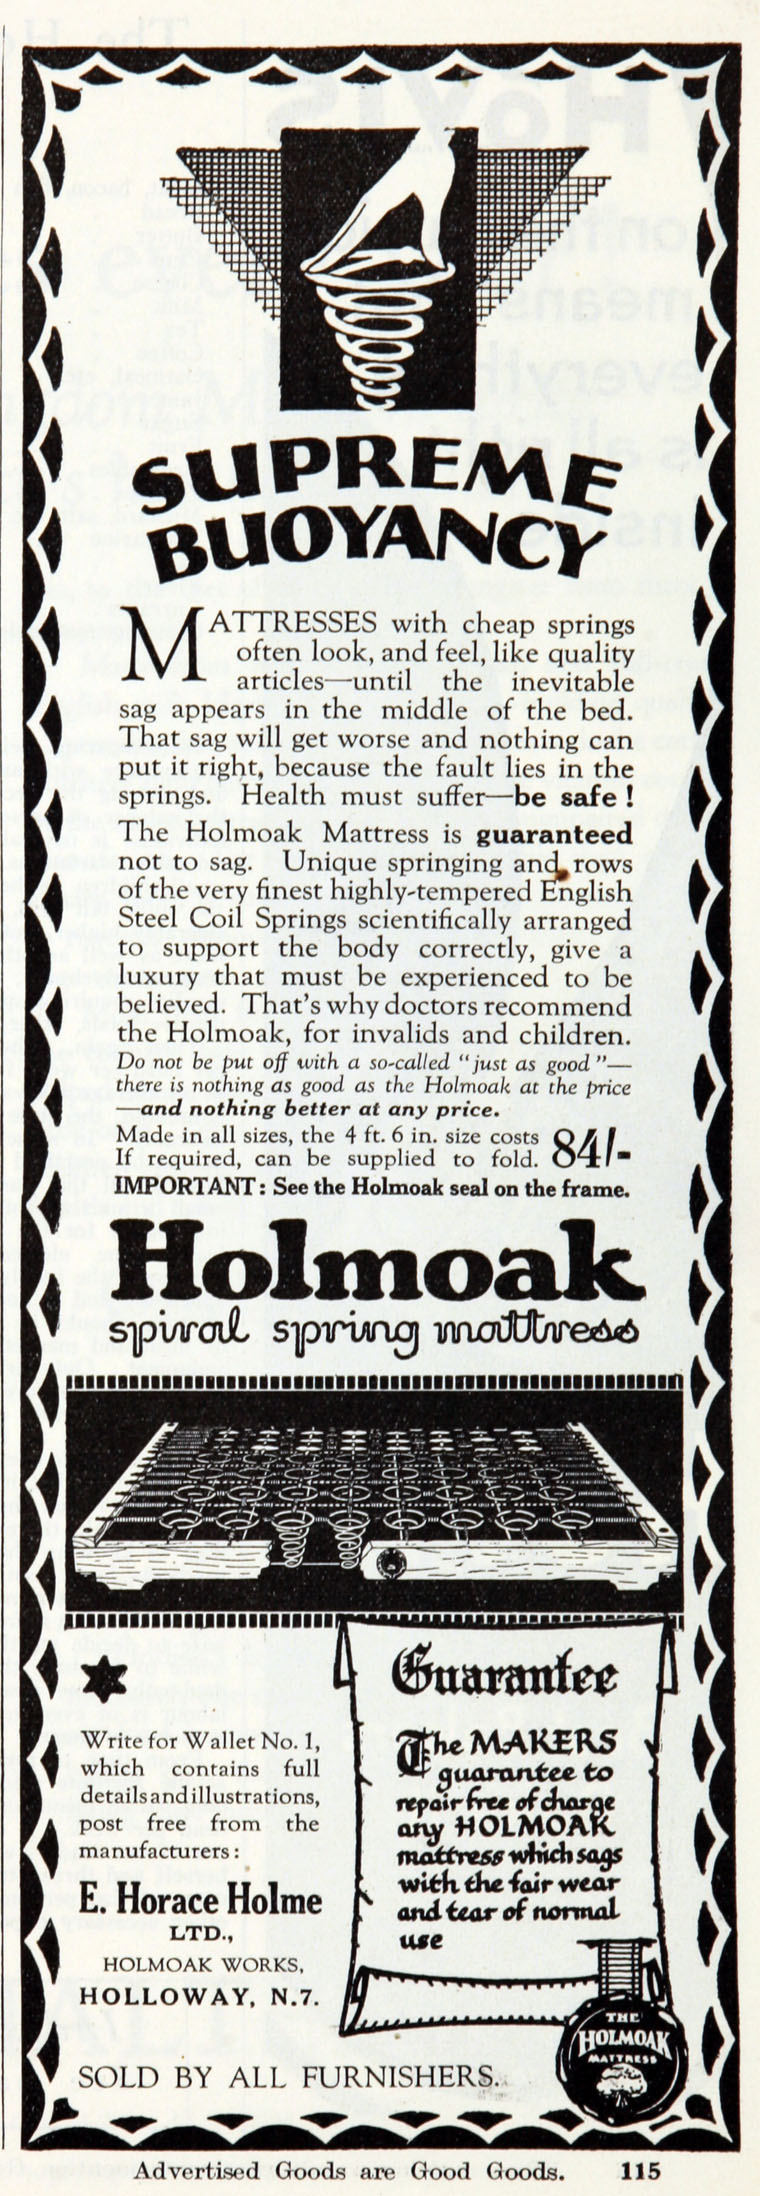 SUPREME
BUOYANCY
MATTRESSES with cheap springs
often look, and feel, like quality
articles—until the inevitable
sag appears in the middle of the bed.
That sag will get worse and nothing can
put it right, because the fault lies in the
springs. Health must suffer—be safe!
The Holmoak Mattress is guaranteed
not to sag. Unique springing and rows
of the very finest highly-tempered English
Steel Coil Springs scientifically arranged
to support the body correctly, give a
luxury that must be experienced to be
believed. That's why doctors recommend
the Holmoak, for invalids and children.
Do not be put off with a so-called "just as good"—
there is nothing as good as the Holmoak at the price
—and nothing better at any price.
Made in all sizes, the 4 ft. 6 in. size costs 84/-
If required, can be supplied to fold.
IMPORTANT: See the Holmoak seal on the frame.
Holmoak
spiral spring mattress
Write for Wallet No. 1,
which contains full
details and illustrations,
post free from the
manufacturers:
E. Horace Holme
LTD.,
HOLMOAK WORKS,
HOLLOWAY, N.7.
Guarantee
The MAKERS
guarantee to
repair free of charge
any HOLMOAK
mattress which sags
with the fair wear
and tear of normal
use
THE
HOLMOAK
MATTRESS
SOLD BY ALL FURNISHERS.
Advertised Goods are Good Goods. 115